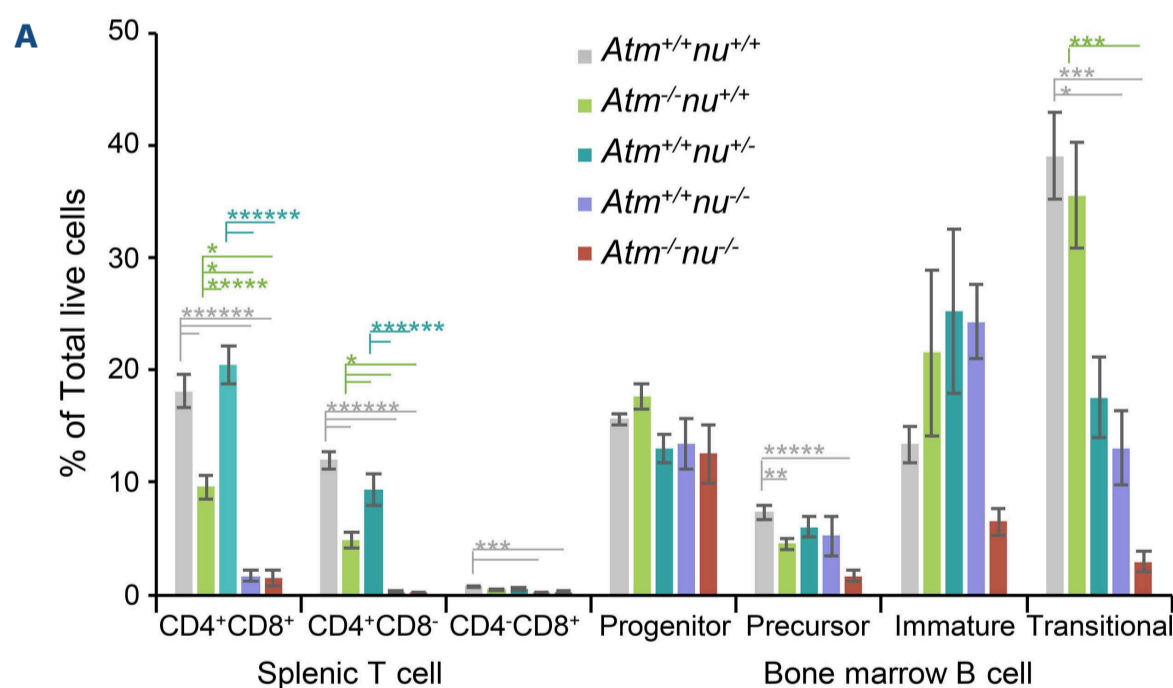 A
50
40
30
20
10
0
% of Total live cells
Atm+/+nu+/+
Atm-/-nu+/+
Atm+/+nu+/-
Atm+/+nu-/-
Atm-/-nu-/-
***
***
*
******
*
*
*****
******
******
*
******
***
*****
**
CD4+CD8+ CD4+CD8- CD4-CD8+ Progenitor Precursor Immature Transitional
Splenic T cell Bone marrow B cell